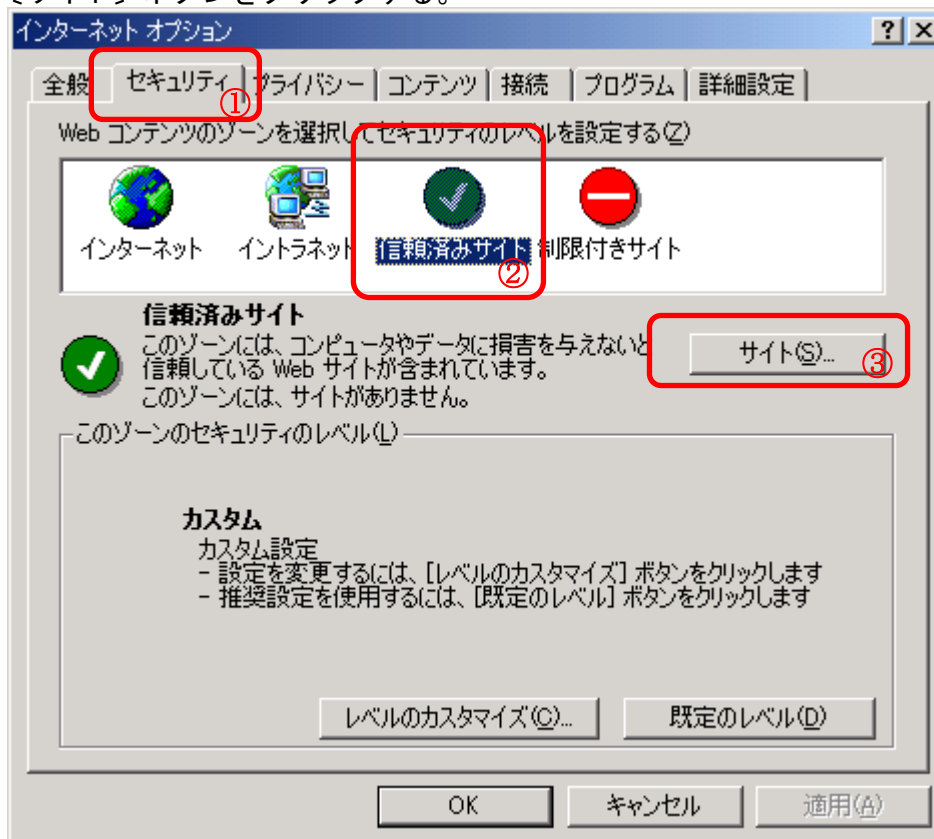 インターネット オプション
全般 セキュリティ プライバシー コンテンツ 接続 プログラム 詳細設定
①
Web コンテンツのゾーンを選択してセキュリティのレベルを設定する(Z)
インターネット イントラネット 信頼済みサイト 制限付きサイト
②
信頼済みサイト
このゾーンには、コンピュータやデータに損害を与えないと
信頼している Web サイトが含まれています。
このゾーンには、サイトがありません。
サイト(S)...
③
このゾーンのセキュリティのレベル(L)
カスタム
カスタム設定
- 設定を変更するには、[レベルのカスタマイズ] ボタンをクリックします
- 推奨設定を使用するには、[既定のレベル] ボタンをクリックします
レベルのカスタマイズ(C)... 既定のレベル(D)
OK キャンセル 適用(A)